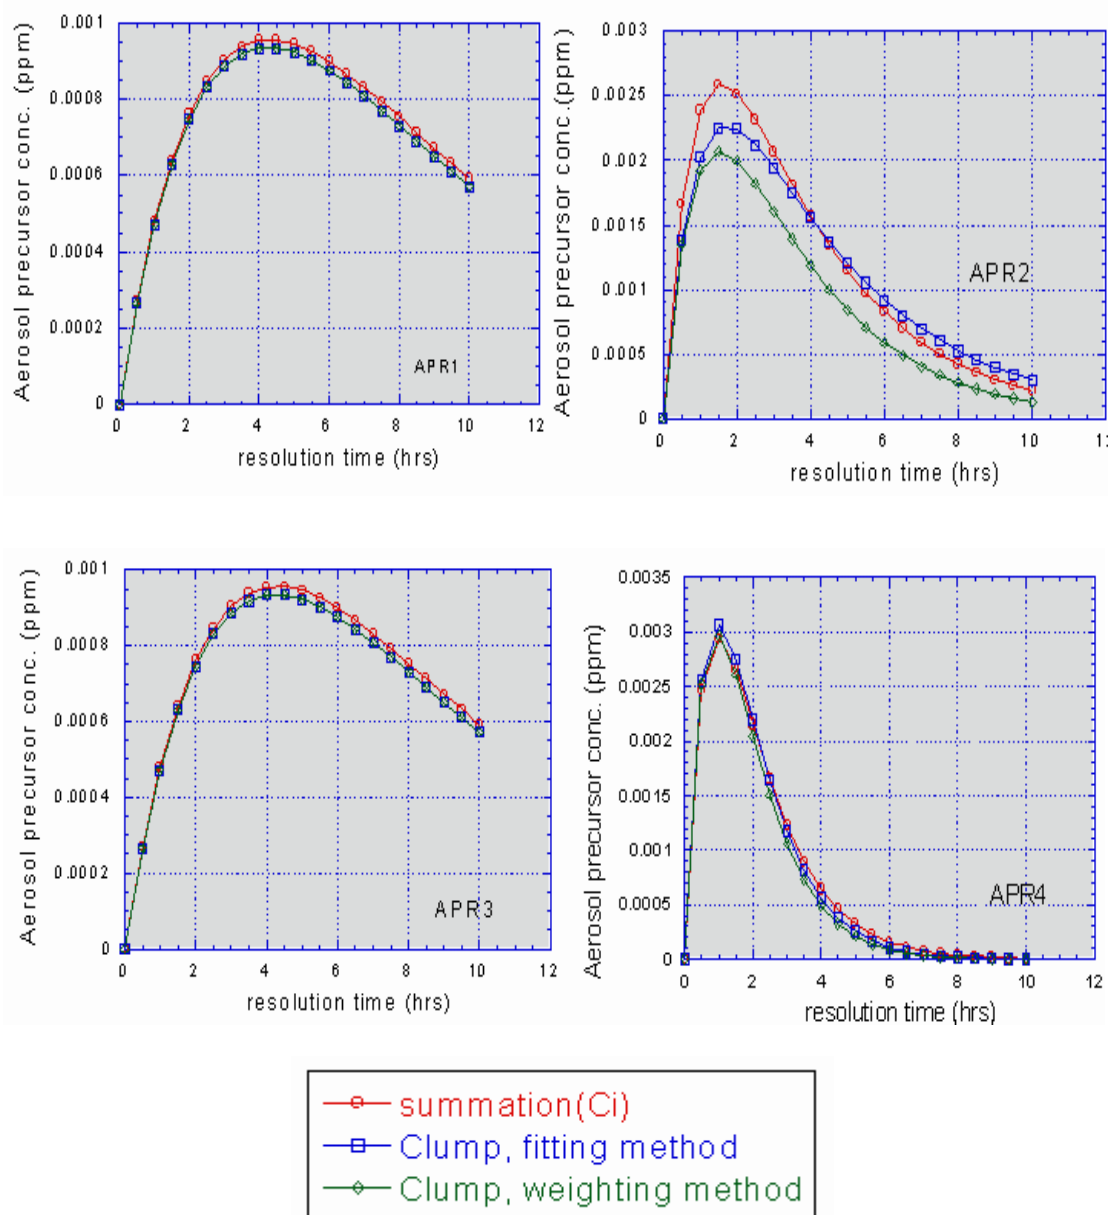 Aerosol precursor conc. (ppm)
0.001
0.0008
0.0006
0.0004
0.0002
0
APR1
0 2 4 6 8 10 12
resolution time (hrs)
Aerosol precursor conc.(ppm)
0.003
0.0025
0.002
0.0015
0.001
0.0005
0
APR2
0 2 4 6 8 10
resolution time (hrs)
Aerosol precursor conc. (ppm)
0.001
0.0008
0.0006
0.0004
0.0002
0
APR3
0 2 4 6 8 10 12
resolution time (hrs)
Aerosol precursor conc. (ppm)
0.0035
0.003
0.0025
0.002
0.0015
0.001
0.0005
0
APR4
0 2 4 6 8 10 12
resolution time (hrs)
summation(Ci)
Clump, fitting method
Clump, weighting method